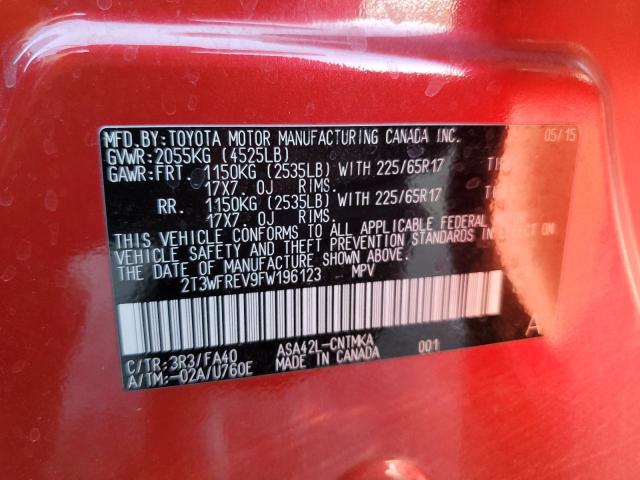 MFD.BY:TOYOTA MOTOR MANUFACTURING CANADA INC. 05/15
GVWR:2055KG (4525LB)
GAWR:FRT. 1150KG (2535LB) WITH 225/65R17
17X7.0J RIMS.
RR. 1150KG (2535LB) WITH 225/65R17
17X7.0J RIMS.
THIS VEHICLE CONFORMS TO ALL APPLICABLE FEDERAL
VEHICLE SAFETY AND THEFT PREVENTION STANDARDS IN EFFECT ON
THE DATE OF MANUFACTURE SHOWN ABOVE.
2T3WFREV9FW196123 MPV
C/TR:3R3/FA40 ASA42L-CNTMKA 001
A/TM:-02A/U760E MADE IN CANADA